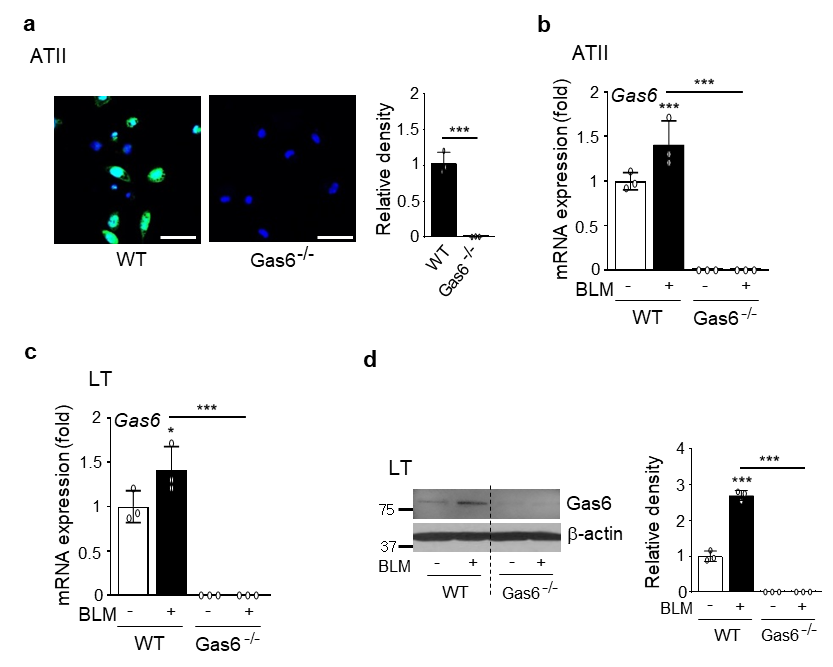 a
ATII
WT
Gas6-/-
Relative density
2
1.5
1
0.5
0
***
WT
Gas6-/-
b
ATII
mRNA expression (fold)
2
1.5
1
0.5
0
Gas6
***
***
BLM - + - +
WT Gas6-/-
c
LT
mRNA expression (fold)
2
1.5
1
0.5
0
Gas6
*
***
BLM - + - +
WT Gas6-/-
d
LT
75
Gas6
37
β-actin
BLM - + - +
WT Gas6-/-
Relative density
4
3
2
1
0
***
***
BLM - + - +
WT Gas6-/-